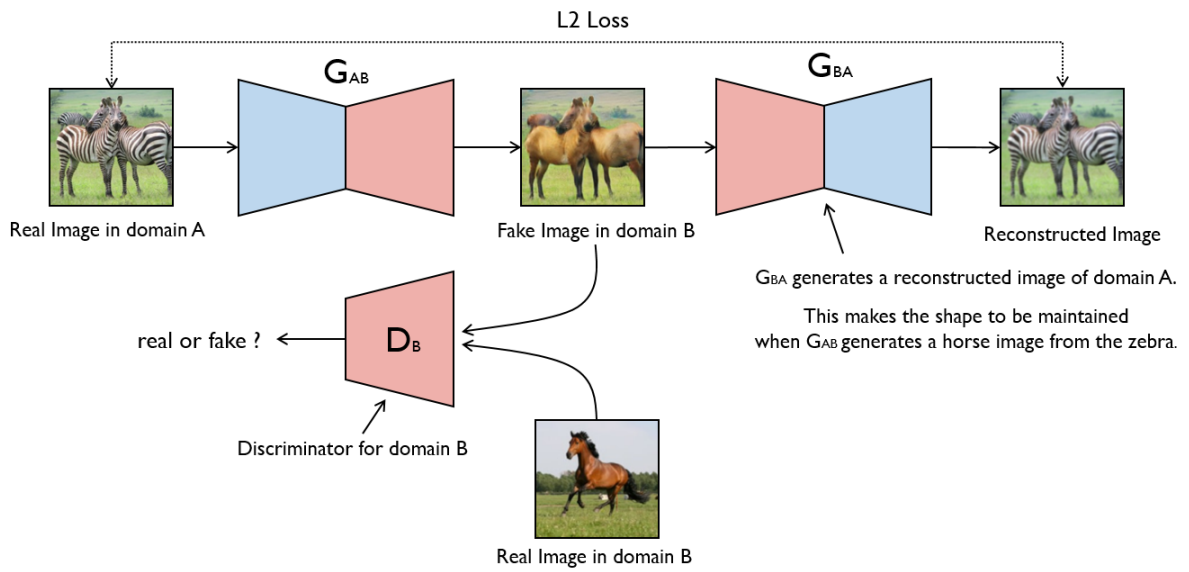 L2 Loss
GAB
GBA
Real Image in domain A
Fake Image in domain B
Reconstructed Image
GBA generates a reconstructed image of domain A.
This makes the shape to be maintained
when GAB generates a horse image from the zebra.
real or fake ?
DB
Discriminator for domain B
Real Image in domain B